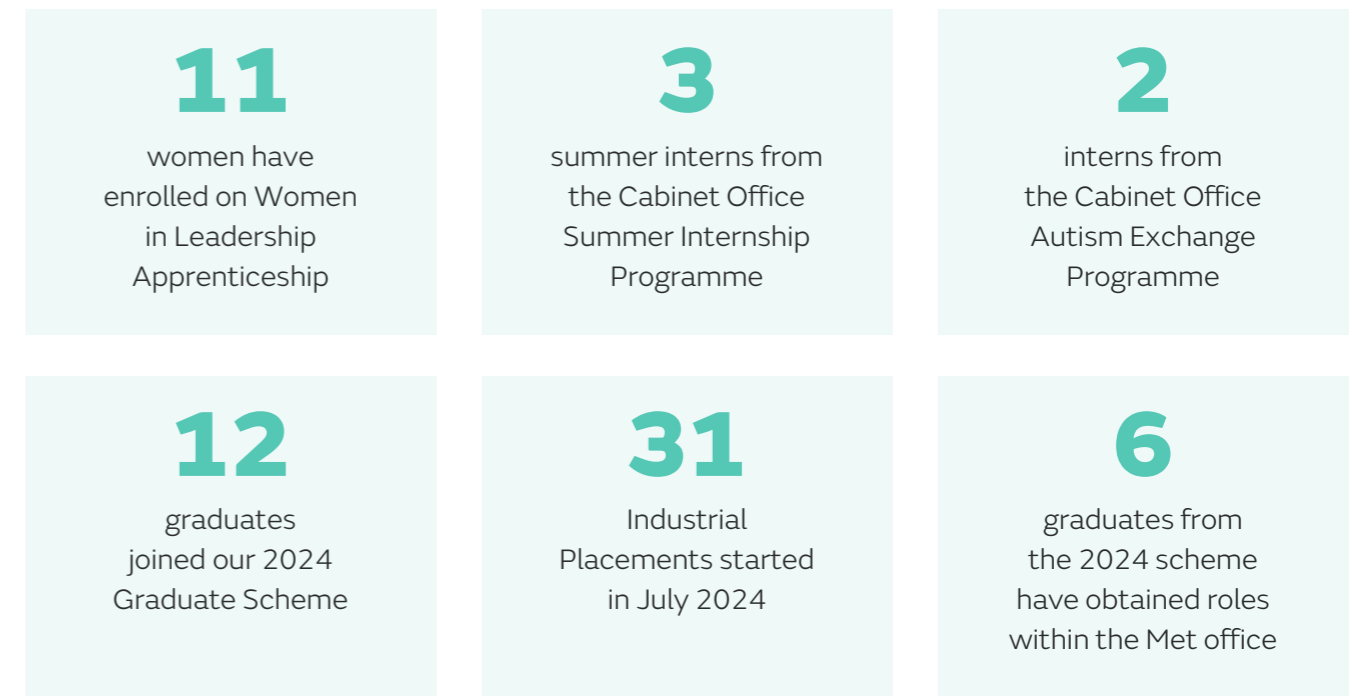 11
women have
enrolled on Women
in Leadership
Apprenticeship
3
summer interns from
the Cabinet Office
Summer Internship
Programme
2
interns from
the Cabinet Office
Autism Exchange
Programme
12
graduates
joined our 2024
Graduate Scheme
31
Industrial
Placements started
in July 2024
6
graduates from
the 2024 scheme
have obtained roles
within the Met office